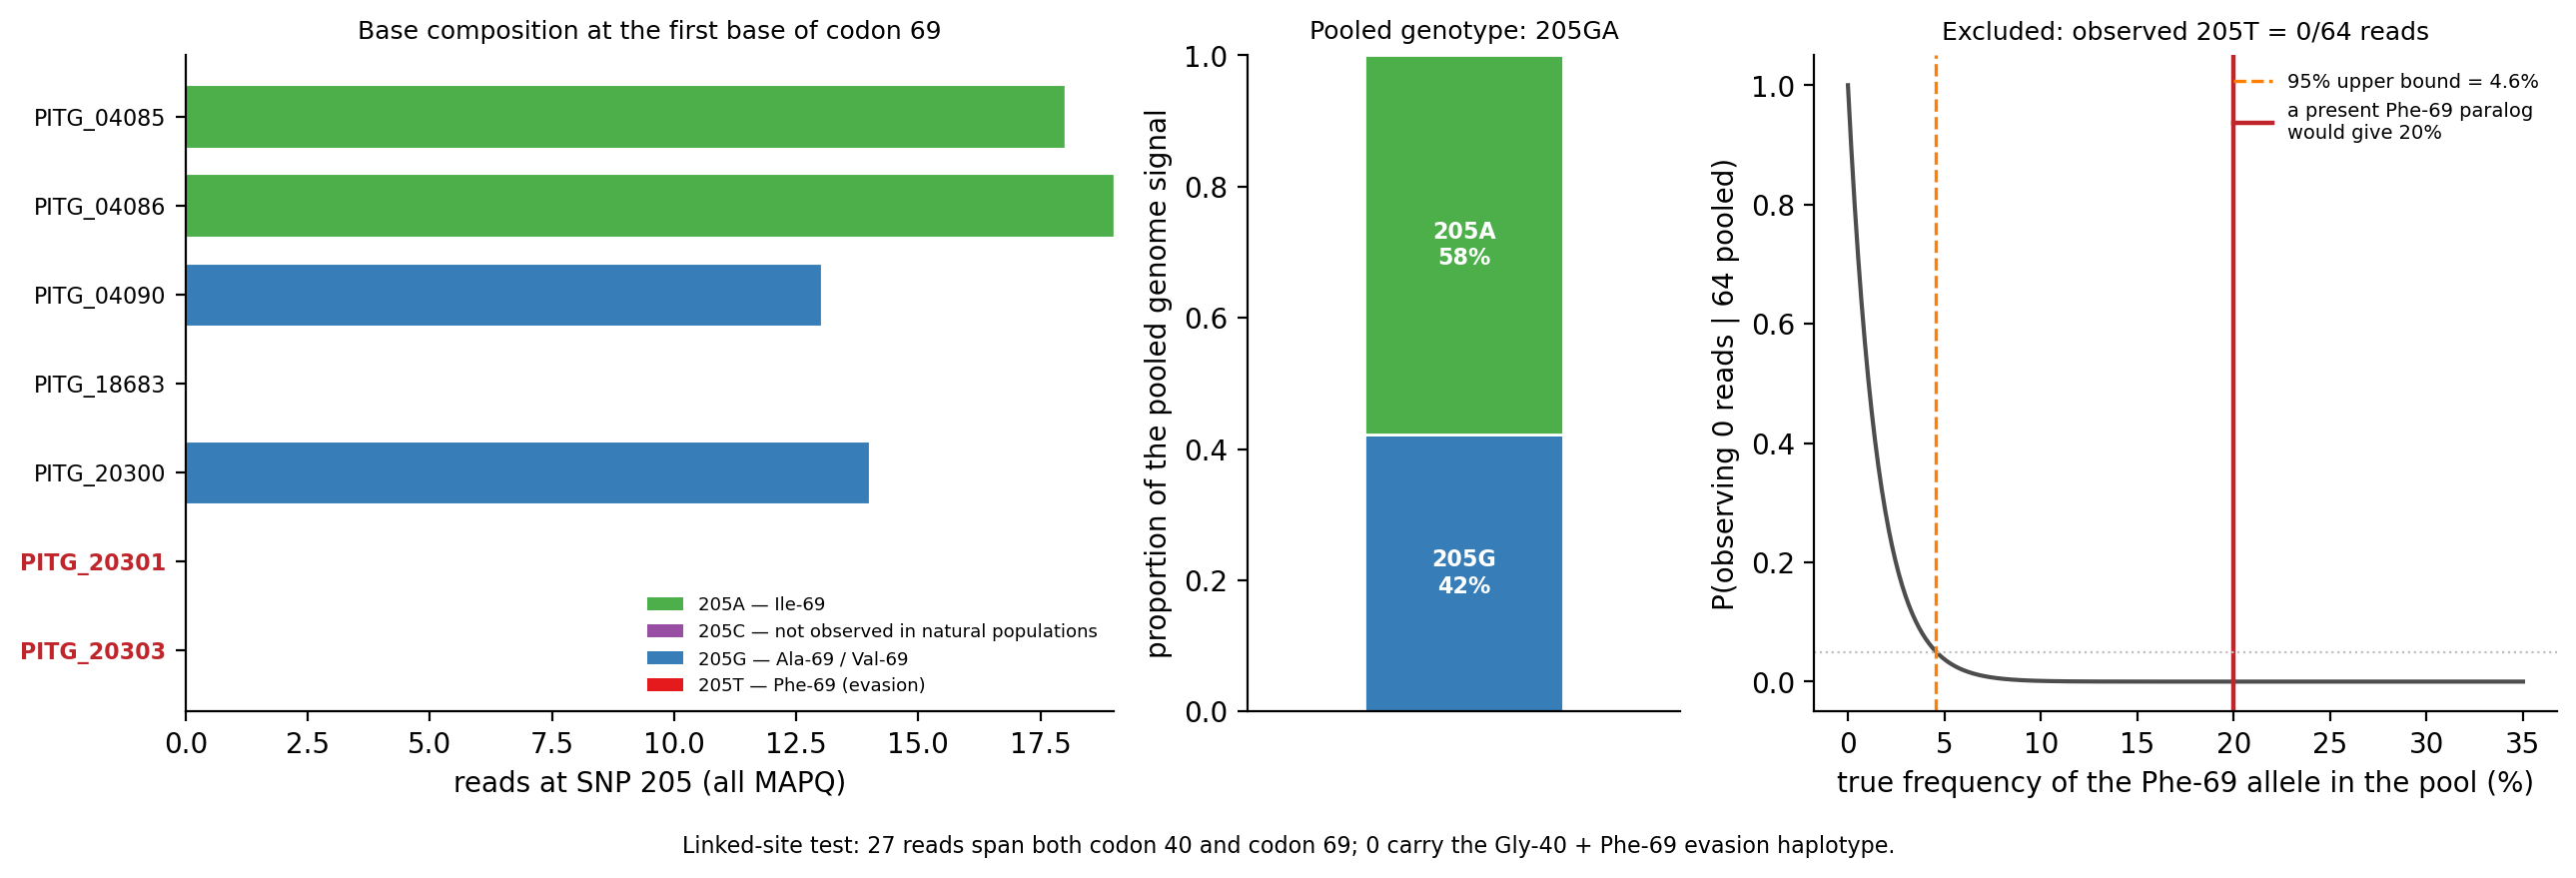 Base composition at the first base of codon 69
PITG_04085
PITG_04086
PITG_04090
PITG_18683
PITG_20300
PITG_20301
PITG_20303
205A — Ile-69
205C — not observed in natural populations
205G — Ala-69 / Val-69
205T — Phe-69 (evasion)
0.0 2.5 5.0 7.5 10.0 12.5 15.0 17.5
reads at SNP 205 (all MAPQ)
Pooled genotype: 205GA
proportion of the pooled genome signal
1.0
0.8
0.6
0.4
0.2
0.0
205A
58%
205G
42%
Excluded: observed 205T = 0/64 reads
P(observing 0 reads | 64 pooled)
1.0
0.8
0.6
0.4
0.2
0.0
95% upper bound = 4.6%
a present Phe-69 paralog
would give 20%
0 5 10 15 20 25 30 35
true frequency of the Phe-69 allele in the pool (%)
Linked-site test: 27 reads span both codon 40 and codon 69; 0 carry the Gly-40 + Phe-69 evasion haplotype.